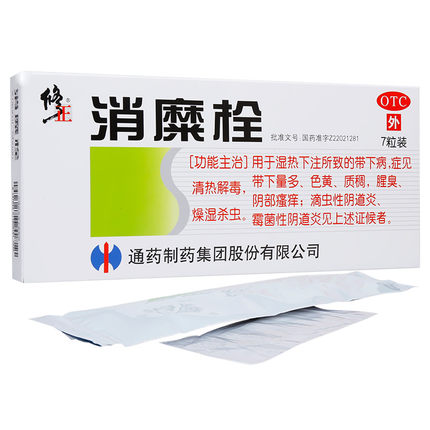 修
正
®
消糜栓
OTC
外
批准文号 国药准字Z22021281
7粒装
[功能主治] 用于湿热下注所致的带下病,症见
清热解毒, 带下量多、色黄、质稠，腥臭、
燥湿杀虫。 阴部瘙痒；滴虫性阴道炎、
霉菌性阴道炎见上述证候者。
通药制药集团股份有限公司